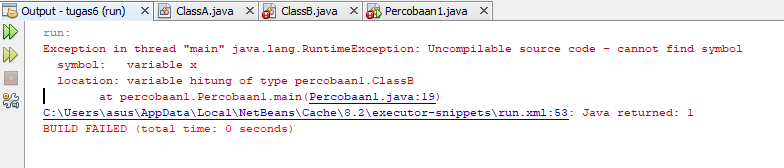 Output - tugas6 (run) ClassA.java ClassB.java Percobaan1.java
run:
Exception in thread "main" java.lang.RuntimeException: Uncompilable source code - cannot find symbol
symbol: variable x
location: variable hitung of type percobaan1.ClassB
at percobaan1.Percobaan1.main(Percobaan1.java:19)
C:\Users\asus\AppData\Local\NetBeans\Cache\8.2\executor-snippets\run.xml:53: Java returned: 1
BUILD FAILED (total time: 0 seconds)